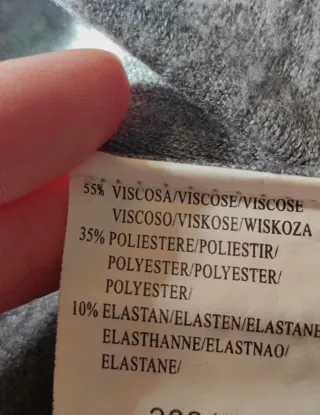 55% VISCOSA/VISCOSE/VISCOSE
VISCOSO/VISKOSE/WISKOZA
35% POLIESTERE/POLIESTIR/
POLYESTER/POLYESTER/
POLYESTER/
10% ELASTAN/ELASTEN/ELASTANE
ELASTHANNE/ELASTNAO/
ELASTANE/